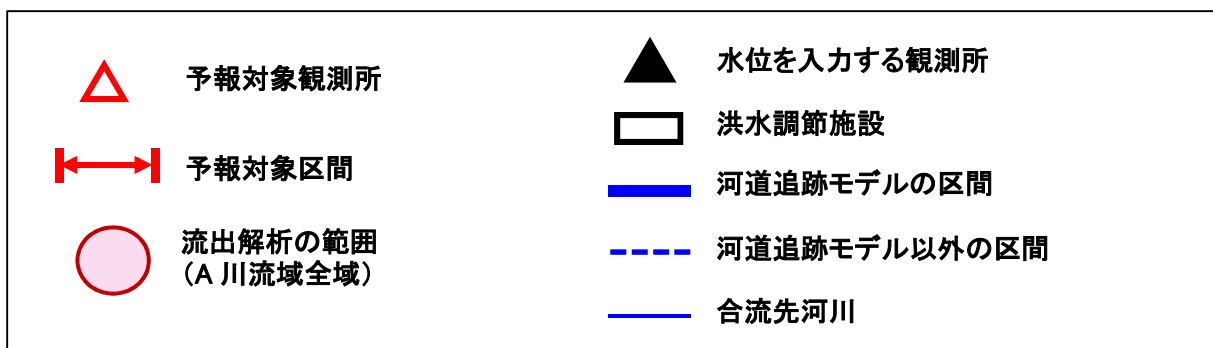 予報対象観測所
予報対象区間
流出解析の範囲
（A 川流域全域）
水位を入力する観測所
洪水調節施設
河道追跡モデルの区間
河道追跡モデル以外の区間
合流先河川